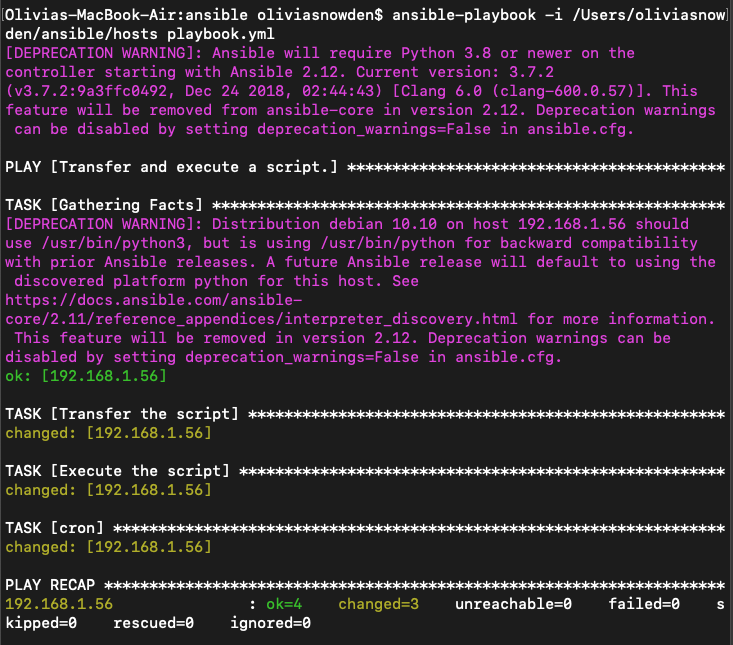 Olivias-MacBook-Air:ansible oliviasnowden$ ansible-playbook -i /Users/oliviasnow
den/ansible/hosts playbook.yml
[DEPRECATION WARNING]: Ansible will require Python 3.8 or newer on the
controller starting with Ansible 2.12. Current version: 3.7.2
(v3.7.2:9a3ffc0492, Dec 24 2018, 02:44:43) [Clang 6.0 (clang-600.0.57)]. This
feature will be removed from ansible-core in version 2.12. Deprecation warnings
 can be disabled by setting deprecation_warnings=False in ansible.cfg.
PLAY [Transfer and execute a script.] ******************************************
TASK [Gathering Facts] *********************************************************
[DEPRECATION WARNING]: Distribution debian 10.10 on host 192.168.1.56 should
use /usr/bin/python3, but is using /usr/bin/python for backward compatibility
with prior Ansible releases. A future Ansible release will default to using the
 discovered platform python for this host. See
https://docs.ansible.com/ansible-
core/2.11/reference_appendices/interpreter_discovery.html for more information.
 This feature will be removed in version 2.12. Deprecation warnings can be
disabled by setting deprecation_warnings=False in ansible.cfg.
ok: [192.168.1.56]
TASK [Transfer the script] *****************************************************
changed: [192.168.1.56]
TASK [Execute the script] ******************************************************
changed: [192.168.1.56]
TASK [cron] ********************************************************************
changed: [192.168.1.56]
PLAY RECAP *********************************************************************
192.168.1.56               : ok=4    changed=3    unreachable=0    failed=0    s
kipped=0    rescued=0    ignored=0